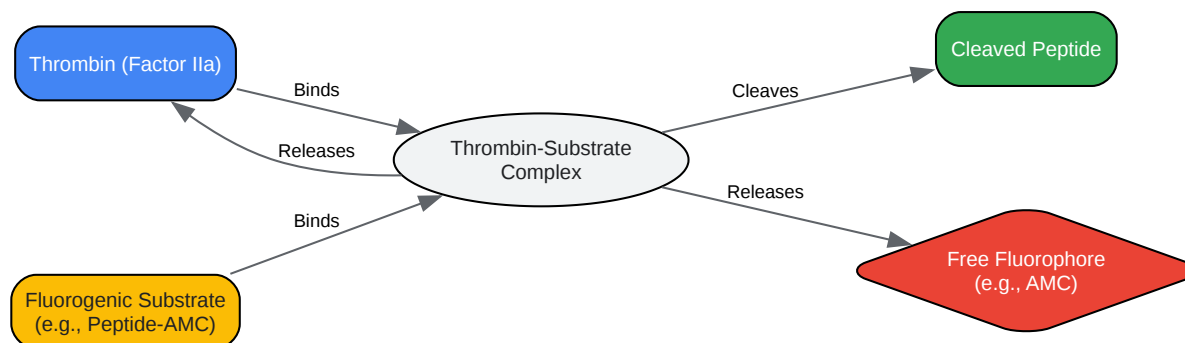 Thrombin (Factor IIa)
Binds
Releases
Binds
Fluorogenic Substrate
(e.g., Peptide-AMC)
Thrombin-Substrate
Complex
Cleaves
Releases
Cleaved Peptide
Free Fluorophore
(e.g., AMC)